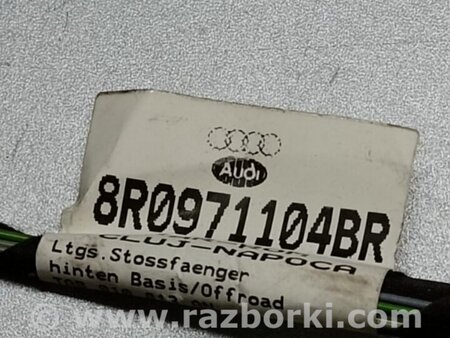 Audi
8R0971104BR
CLUJ-NAPOCA
Ltgs.Stossfaenger
hinten Basis/Offroad
www.razborki.com